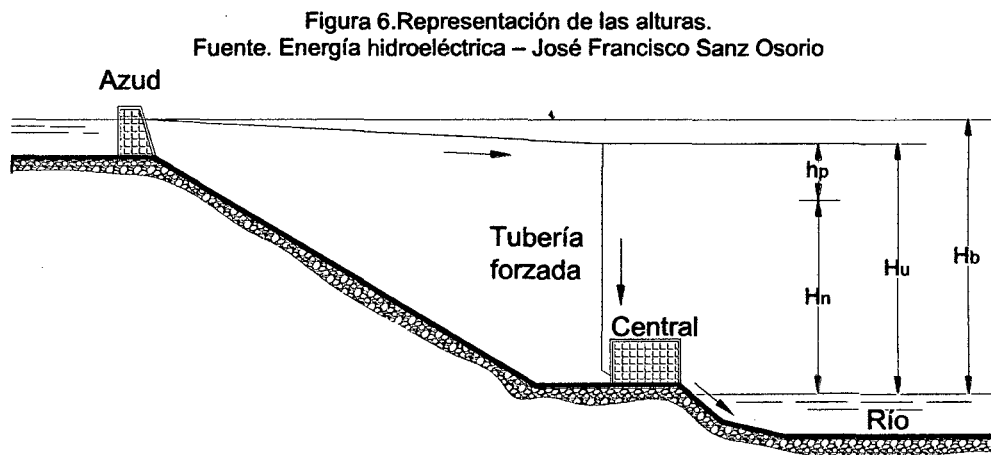 Figura 6.Representación de las alturas.
Fuente. Energía hidroeléctrica – José Francisco Sanz Osorio
Azud
hp
Tubería
forzada
Hn
Hu
Hb
Central
Río